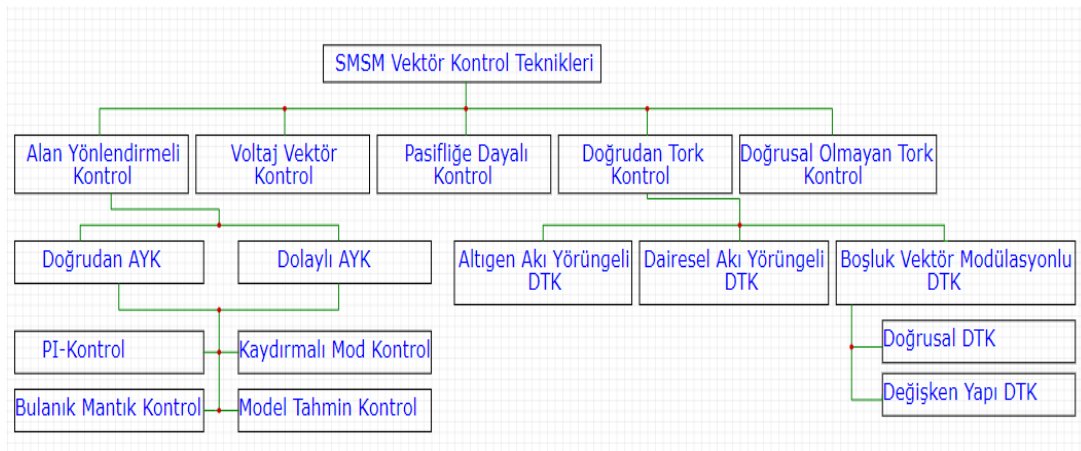 SMSM Vektör Kontrol Teknikleri
Alan Yönlendirmeli
Kontrol
Voltaj Vektör
Kontrol
Pasifliğe Dayalı
Kontrol
Doğrudan Tork
Kontrol
Doğrusal Olmayan Tork
Kontrol
Doğrudan AYK
Dolaylı AYK
Altıgen Akı Yörüngeli
DTK
Dairesel Akı Yörüngeli
DTK
Boşluk Vektör Modülasyonlu
DTK
PI-Kontrol
Kaydırmalı Mod Kontrol
Doğrusal DTK
Bulanık Mantık Kontrol
Model Tahmin Kontrol
Değişken Yapı DTK